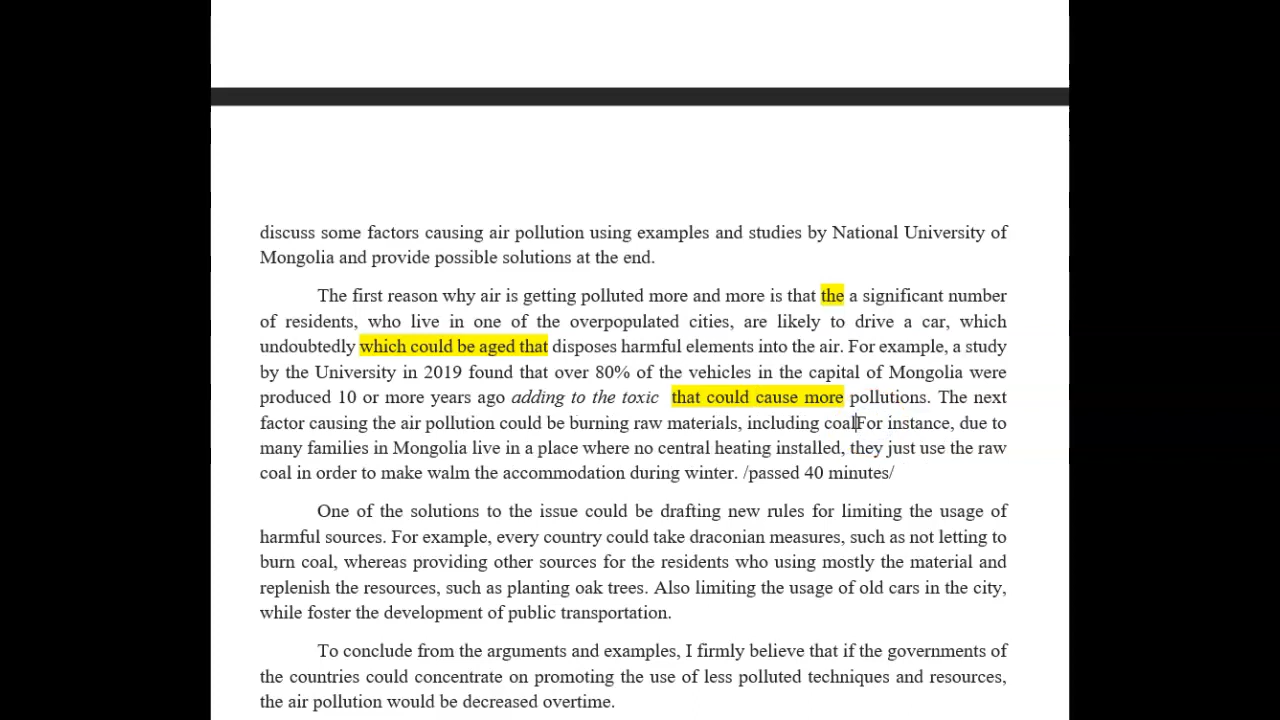 discuss some factors causing air pollution using examples and studies by National University of
Mongolia and provide possible solutions at the end.
The first reason why air is getting polluted more and more is that the a significant number
of residents, who live in one of the overpopulated cities, are likely to drive a car, which
undoubtedly which could be aged that disposes harmful elements into the air. For example, a study
by the University in 2019 found that over 80% of the vehicles in the capital of Mongolia were
produced 10 or more years ago adding to the toxic that could cause more pollutions. The next
factor causing the air pollution could be burning raw materials, including coalFor instance, due to
many families in Mongolia live in a place where no central heating installed, they just use the raw
coal in order to make walm the accommodation during winter. /passed 40 minutes/
One of the solutions to the issue could be drafting new rules for limiting the usage of
harmful sources. For example, every country could take draconian measures, such as not letting to
burn coal, whereas providing other sources for the residents who using mostly the material and
replenish the resources, such as planting oak trees. Also limiting the usage of old cars in the city,
while foster the development of public transportation.
To conclude from the arguments and examples, I firmly believe that if the governments of
the countries could concentrate on promoting the use of less polluted techniques and resources,
the air pollution would be decreased overtime.